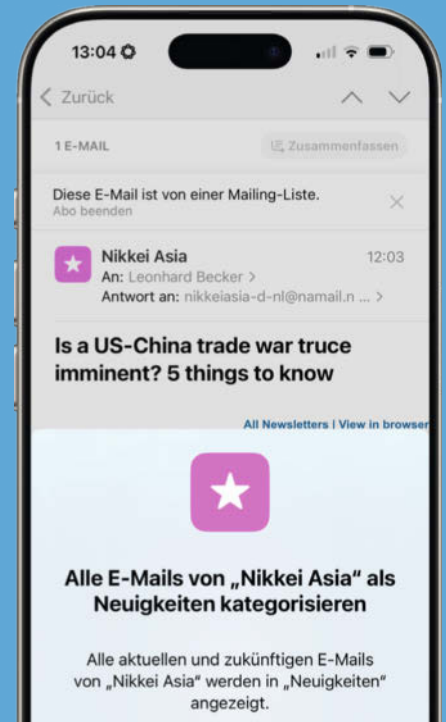 13:04
Zurück
1 E-MAIL
Zusammenfassen
Diese E-Mail ist von einer Mailing-Liste.
Abo beenden
Nikkei Asia 12:03
An: Leonhard Becker >
Antwort an: nikkeiasia-d-nl@namail.n ... >
Is a US-China trade war truce
imminent? 5 things to know
All Newsletters | View in browser
Alle E-Mails von „Nikkei Asia“ als
Neuigkeiten kategorisieren
Alle aktuellen und zukünftigen E-Mails
von „Nikkei Asia“ werden in „Neuigkeiten“
angezeigt.